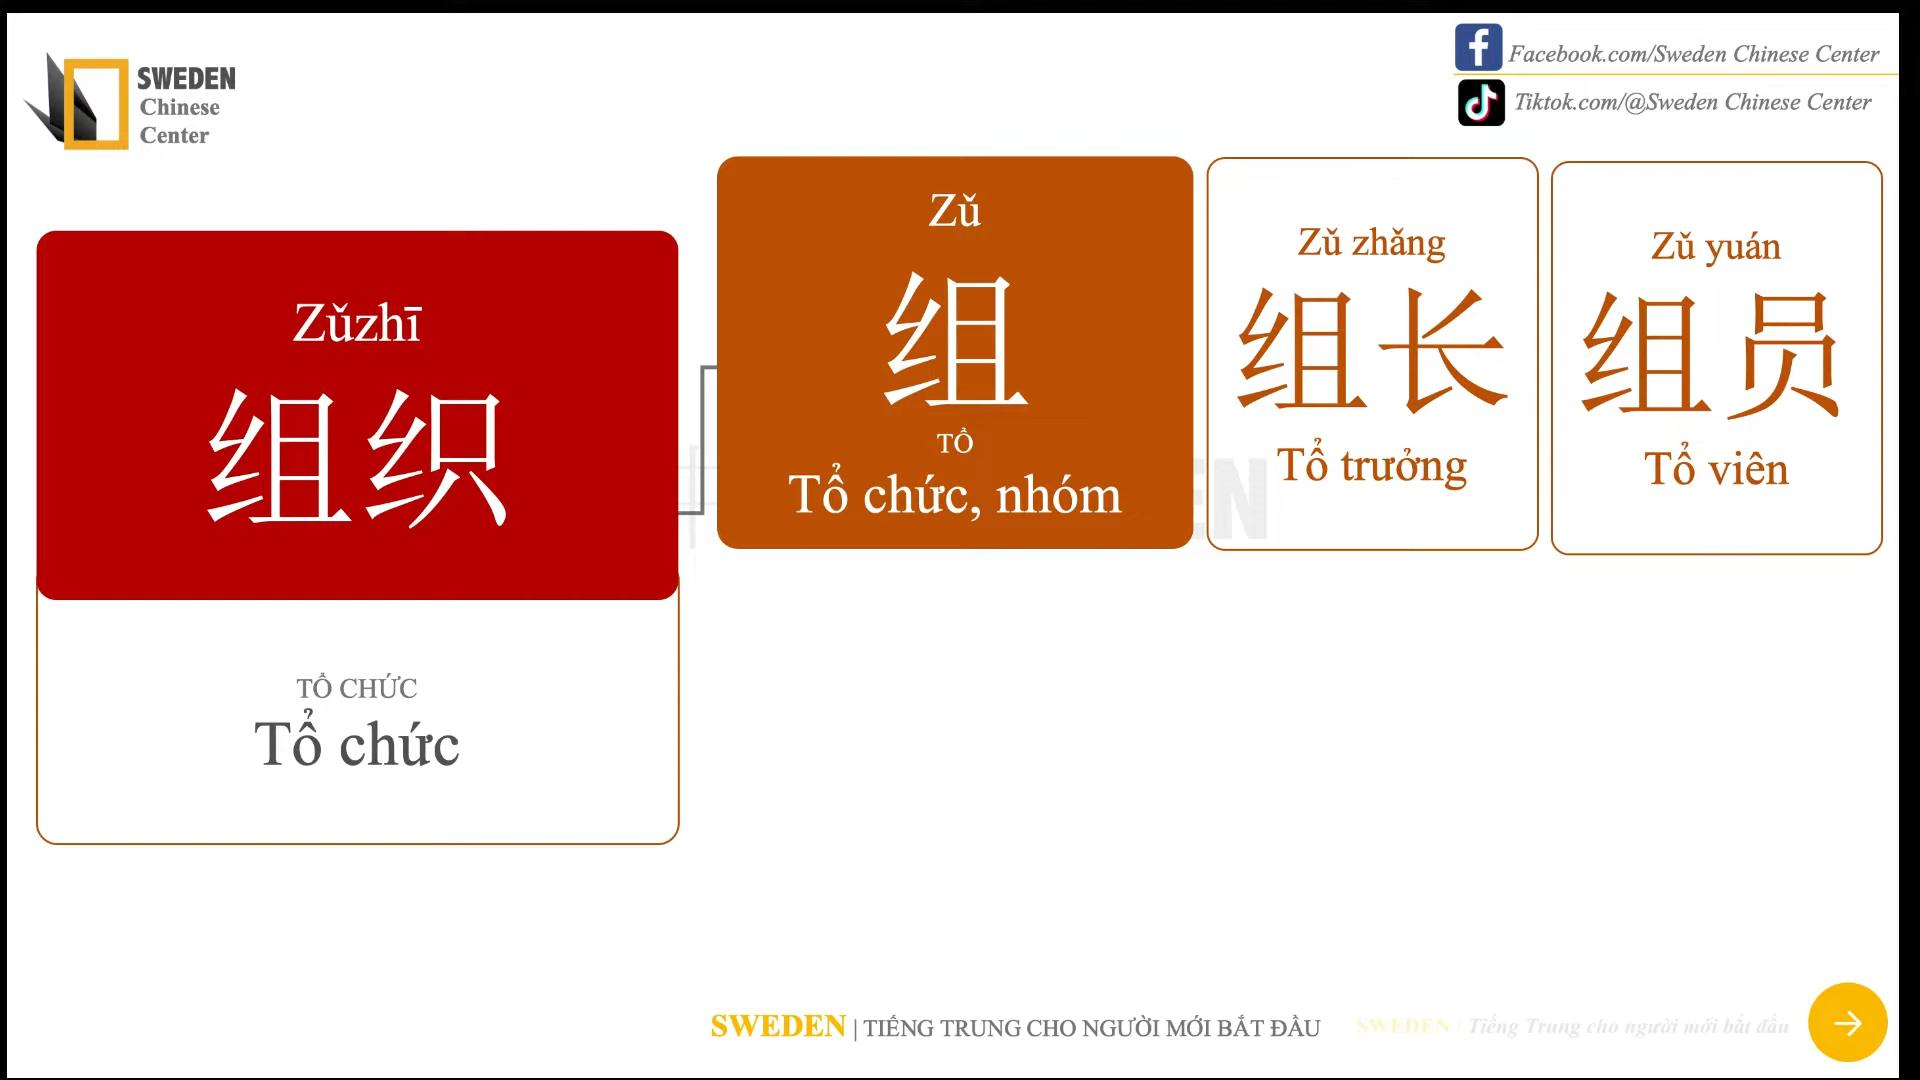 SWEDEN
Chinese
Center
Facebook.com/Sweden Chinese Center
Tiktok.com/@Sweden Chinese Center
Zǔzhī
组织
TỔ CHỨC
Tổ chức
Zǔ
组
TỔ
Tổ chức, nhóm
Zǔ zhǎng
组长
Tổ trưởng
Zǔ yuán
组员
Tổ viên
SWEDEN | TIẾNG TRUNG CHO NGƯỜI MỚI BẮT ĐẦU
SWEDEN | Tiếng Trung cho người mới bắt đầu